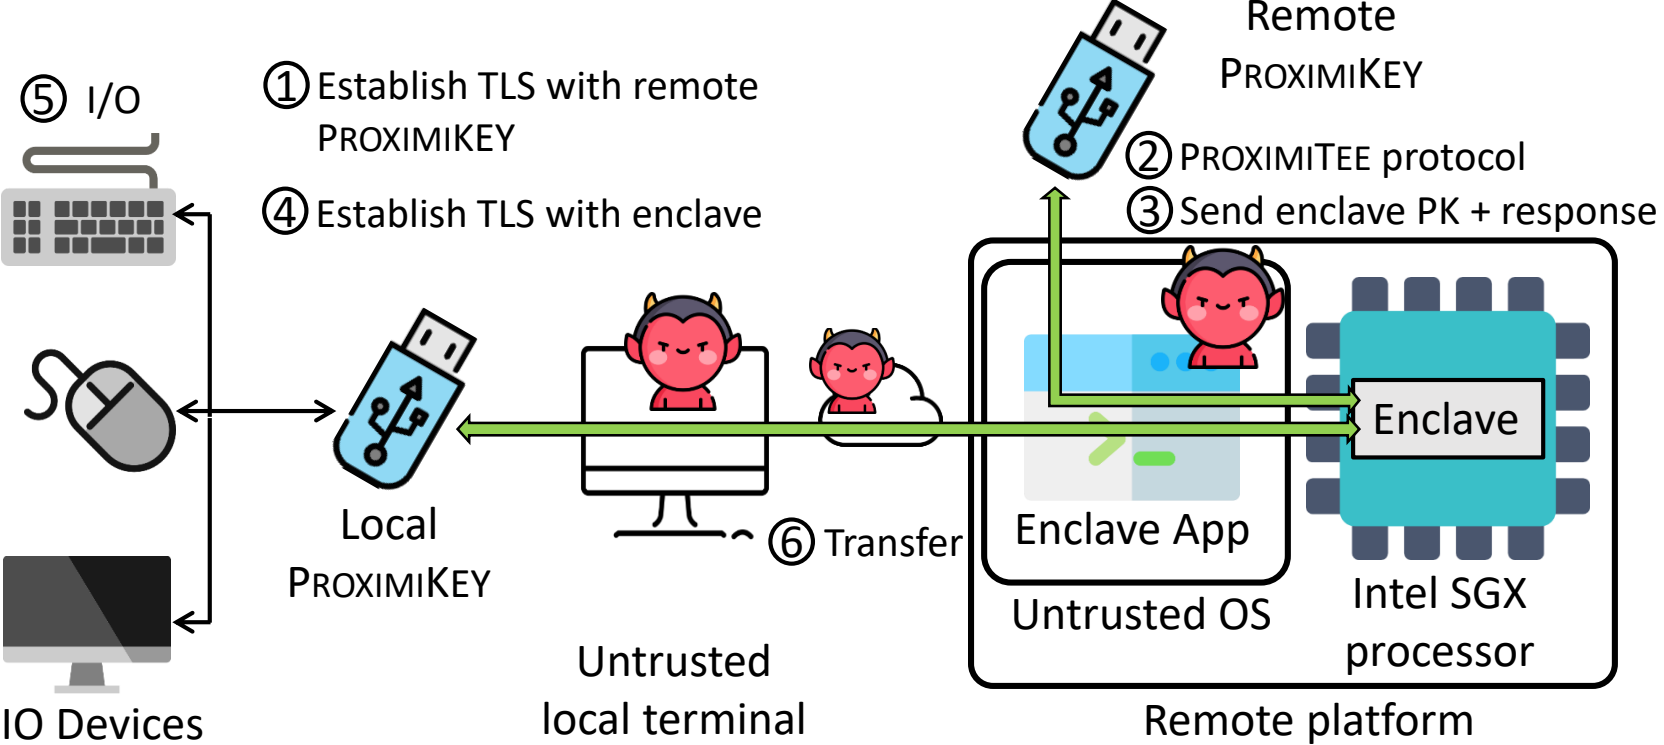 Remote
PROXIMIKEY
⑤ I/O
① Establish TLS with remote
PROXIMIKEY
② PROXIMITEE protocol
④ Establish TLS with enclave
③ Send enclave PK + response
Enclave
Local
PROXIMIKEY
⑥ Transfer
Enclave App
Untrusted OS
Intel SGX
processor
Untrusted
local terminal
IO Devices
Remote platform